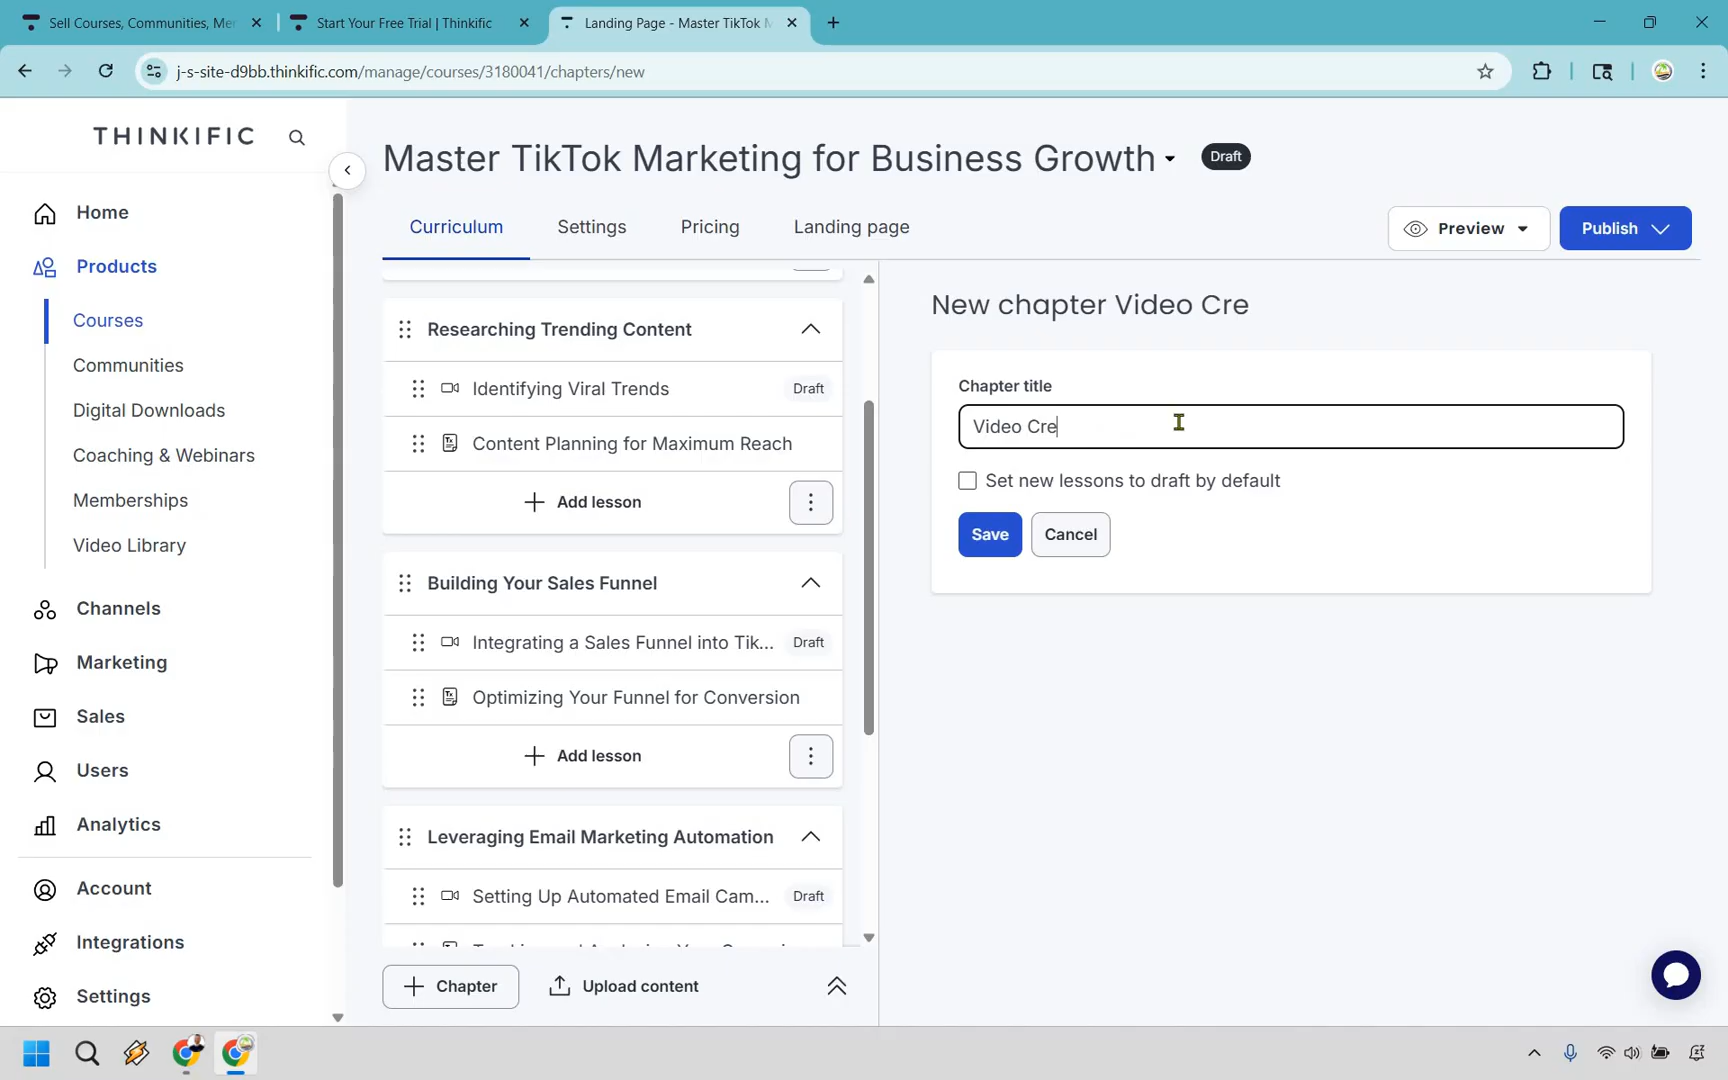 Sell Courses, Communities, Mer
Start Your Free Trial | Thinkific
Landing Page - Master TikTok M
j-s-site-d9bb.thinkific.com/manage/courses/3180041/chapters/new
THINKIFIC
Home
Products
Courses
Communities
Digital Downloads
Coaching & Webinars
Memberships
Video Library
Channels
Marketing
Sales
Users
Analytics
Account
Integrations
Settings
Master TikTok Marketing for Business Growth
Draft
Curriculum
Settings
Pricing
Landing page
Preview
Publish
Researching Trending Content
Identifying Viral Trends
Draft
Content Planning for Maximum Reach
Add lesson
Building Your Sales Funnel
Integrating a Sales Funnel into Tik...
Draft
Optimizing Your Funnel for Conversion
Add lesson
Leveraging Email Marketing Automation
Setting Up Automated Email Cam...
Draft
Chapter
Upload content
New chapter Video Cre
Chapter title
Video Cre
Set new lessons to draft by default
Save
Cancel